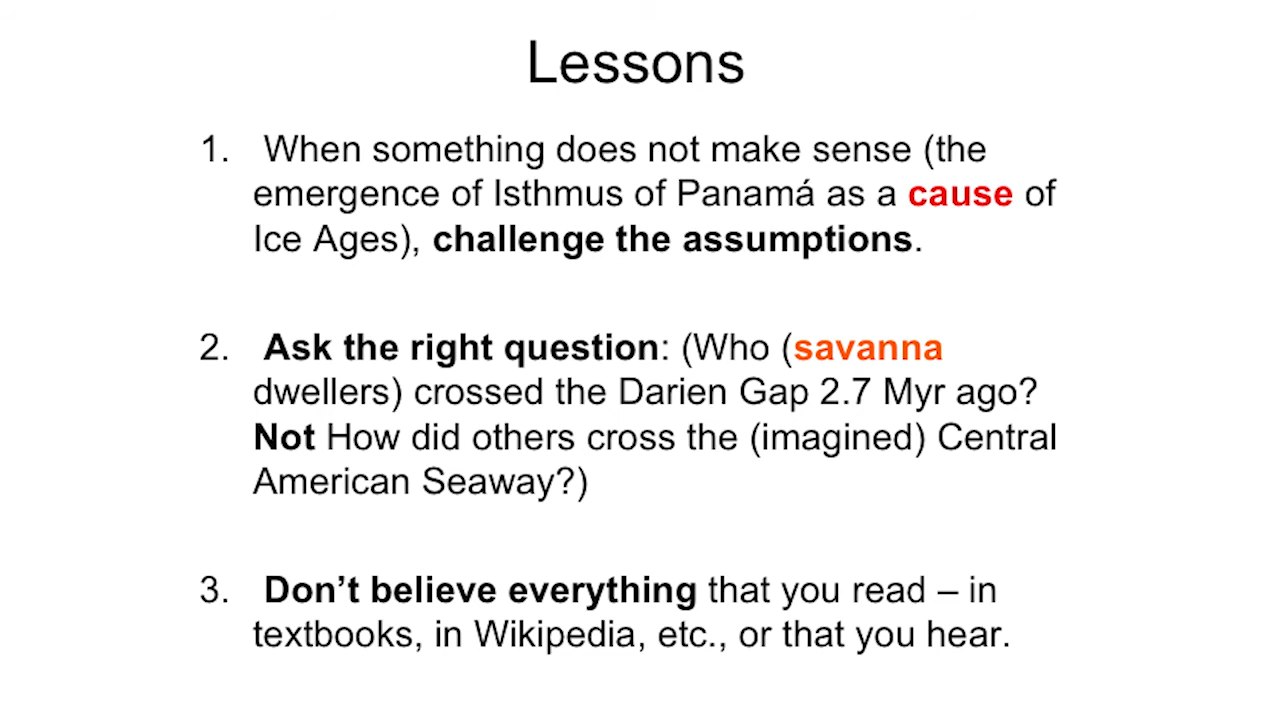 Lessons
1. When something does not make sense (the
emergence of Isthmus of Panamá as a cause of
Ice Ages), challenge the assumptions.
2. Ask the right question: (Who (savanna
dwellers) crossed the Darien Gap 2.7 Myr ago?
Not How did others cross the (imagined) Central
American Seaway?)
3. Don’t believe everything that you read – in
textbooks, in Wikipedia, etc., or that you hear.